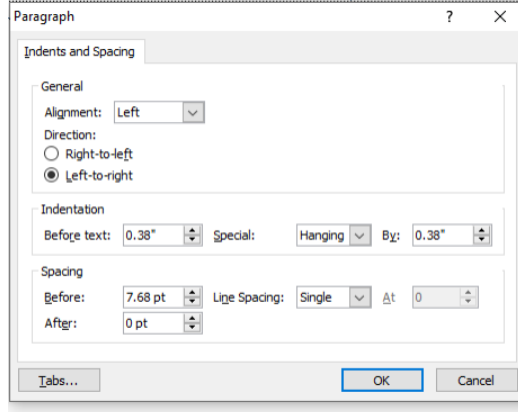 Paragraph ? ×
Indents and Spacing
General
Alignment: Left
Direction:
Right-to-left
Left-to-right
Indentation
Before text: 0.38" Special: Hanging By: 0.38"
Spacing
Before: 7.68 pt Line Spacing: Single At 0
After: 0 pt
Tabs... OK Cancel